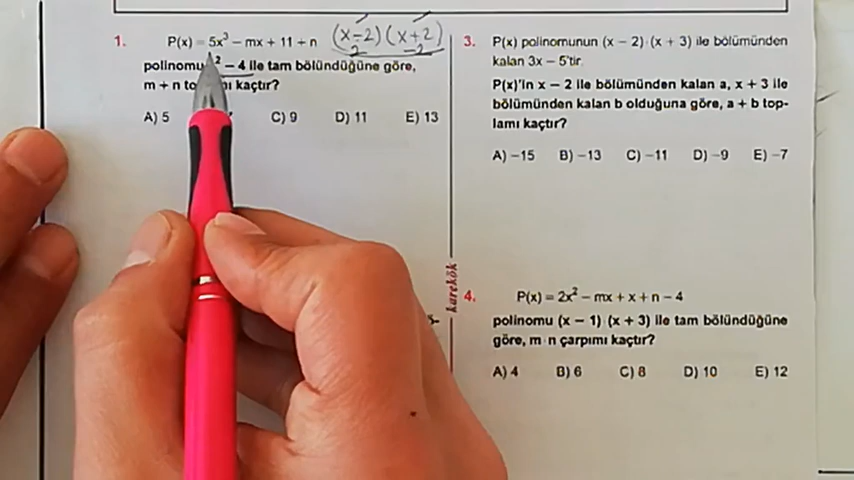 1. P(x) = 5x³ – mx + 11 + n (x-2)(x+2)
2 -2
polinomu ² – 4 ile tam bölündüğüne göre,
m + n kaçtır?
A) 5 C) 9 D) 11 E) 13
karekök
3. P(x) polinomunun (x – 2)·(x + 3) ile bölümünden
kalan 3x – 5'tir.
P(x)'in x – 2 ile bölümünden kalan a, x + 3 ile
bölümünden kalan b olduğuna göre, a + b top-
lamı kaçtır?
A) –15 B) –13 C) –11 D) –9 E) –7
4. P(x) = 2x² – mx + x + n – 4
polinomu (x – 1) (x + 3) ile tam bölündüğüne
göre, m·n çarpımı kaçtır?
A) 4 B) 6 C) 8 D) 10 E) 12